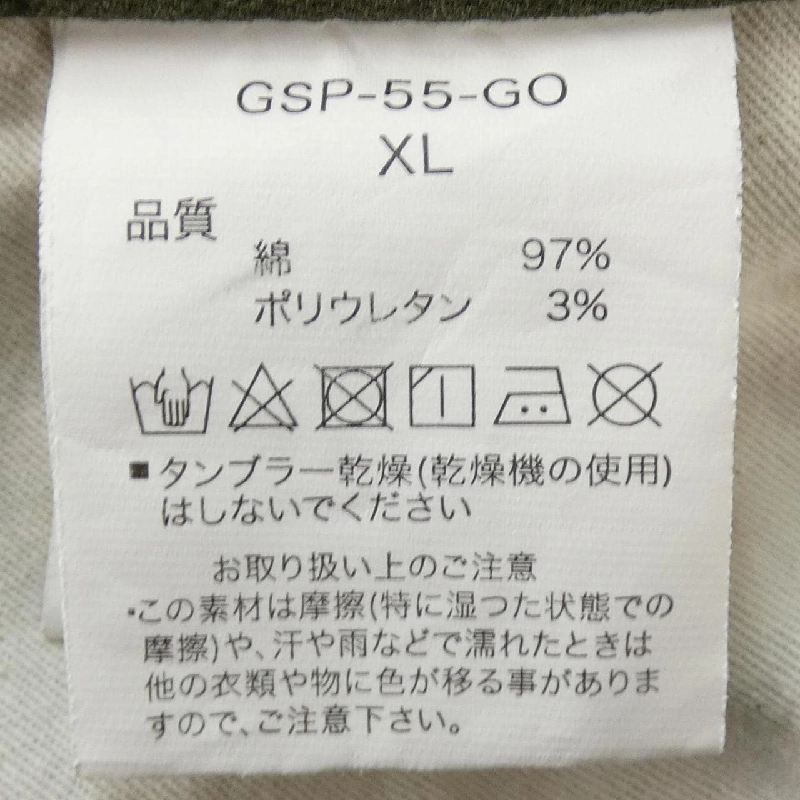 GSP-55-GO
XL
品質
綿 97%
ポリウレタン 3%
■タンブラー乾燥(乾燥機の使用)
はしないでください
お取り扱い上のご注意
・この素材は摩擦(特に湿つた状態での
摩擦)や、汗や雨などで濡れたときは
他の衣類や物に色が移る事がありま
すので、ご注意下さい。